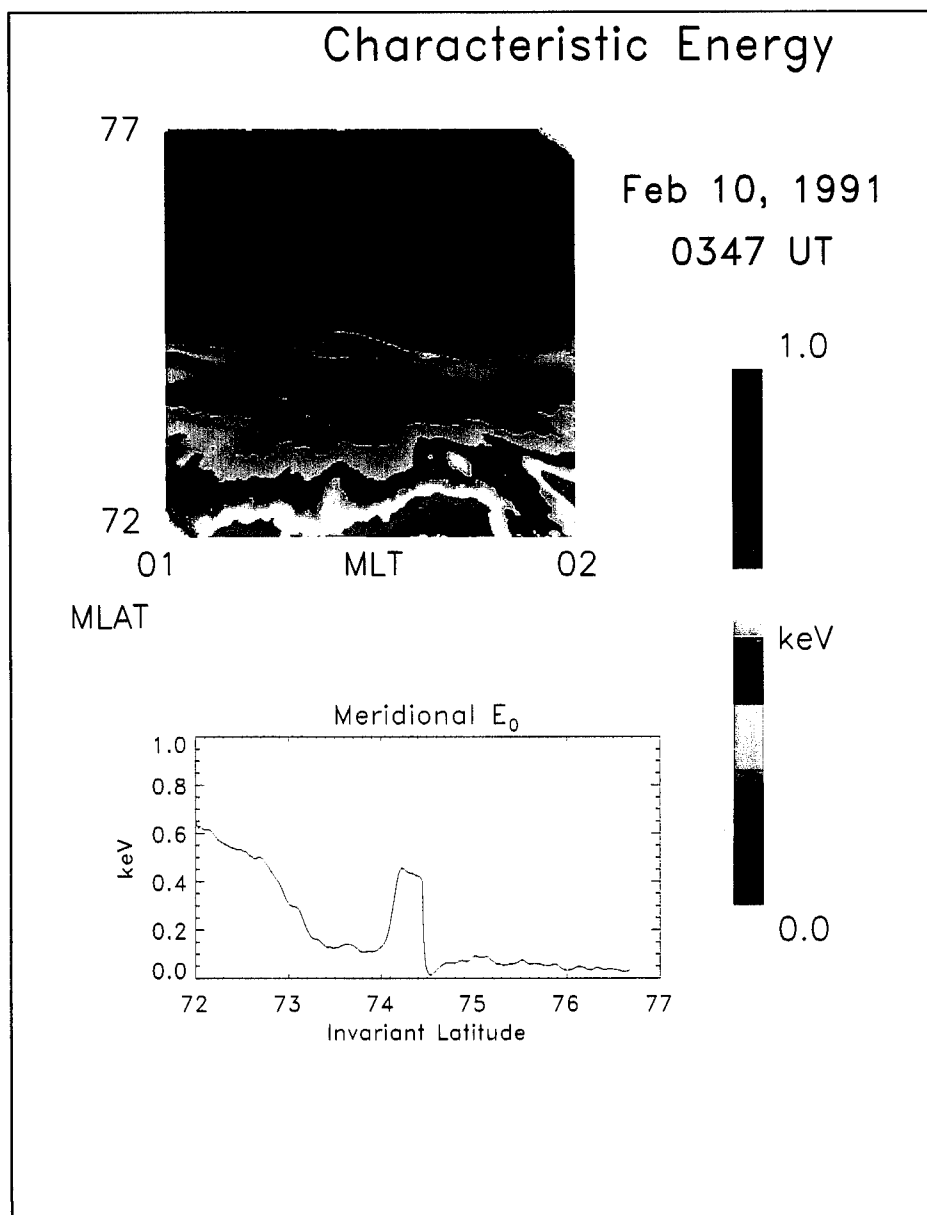 Characteristic Energy
77
Feb 10, 1991
0347 UT
1.0
72
01 MLT 02
MLAT
keV
0.0
Meridional E₀
1.0
0.8
0.6
0.4
0.2
0.0
keV
72 73 74 75 76 77
Invariant Latitude